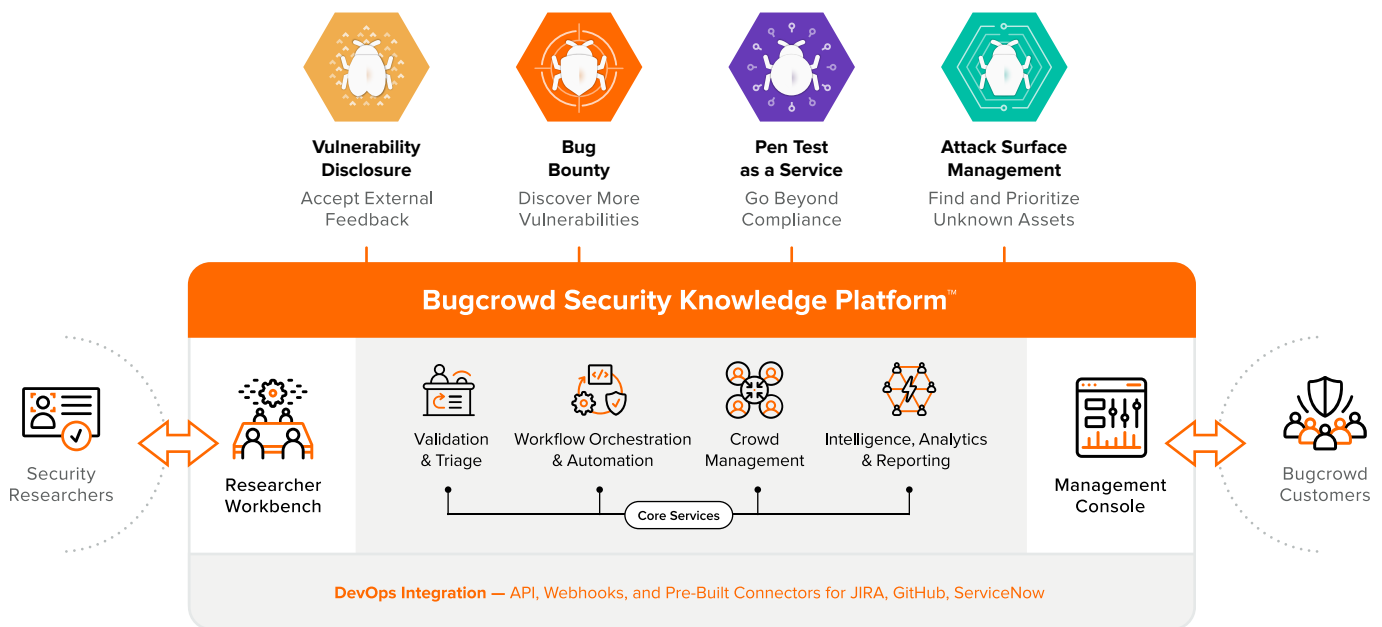 Vulnerability
Disclosure
Accept External
Feedback
Bug
Bounty
Discover More
Vulnerabilities
Pen Test
as a Service
Go Beyond
Compliance
Attack Surface
Management
Find and Prioritize
Unknown Assets
Bugcrowd Security Knowledge Platform™
Security
Researchers
Researcher
Workbench
</>
Validation
& Triage
Workflow Orchestration
& Automation
Crowd
Management
Intelligence, Analytics
& Reporting
Core Services
Management
Console
Bugcrowd
Customers
DevOps Integration — API, Webhooks, and Pre-Built Connectors for JIRA, GitHub, ServiceNow